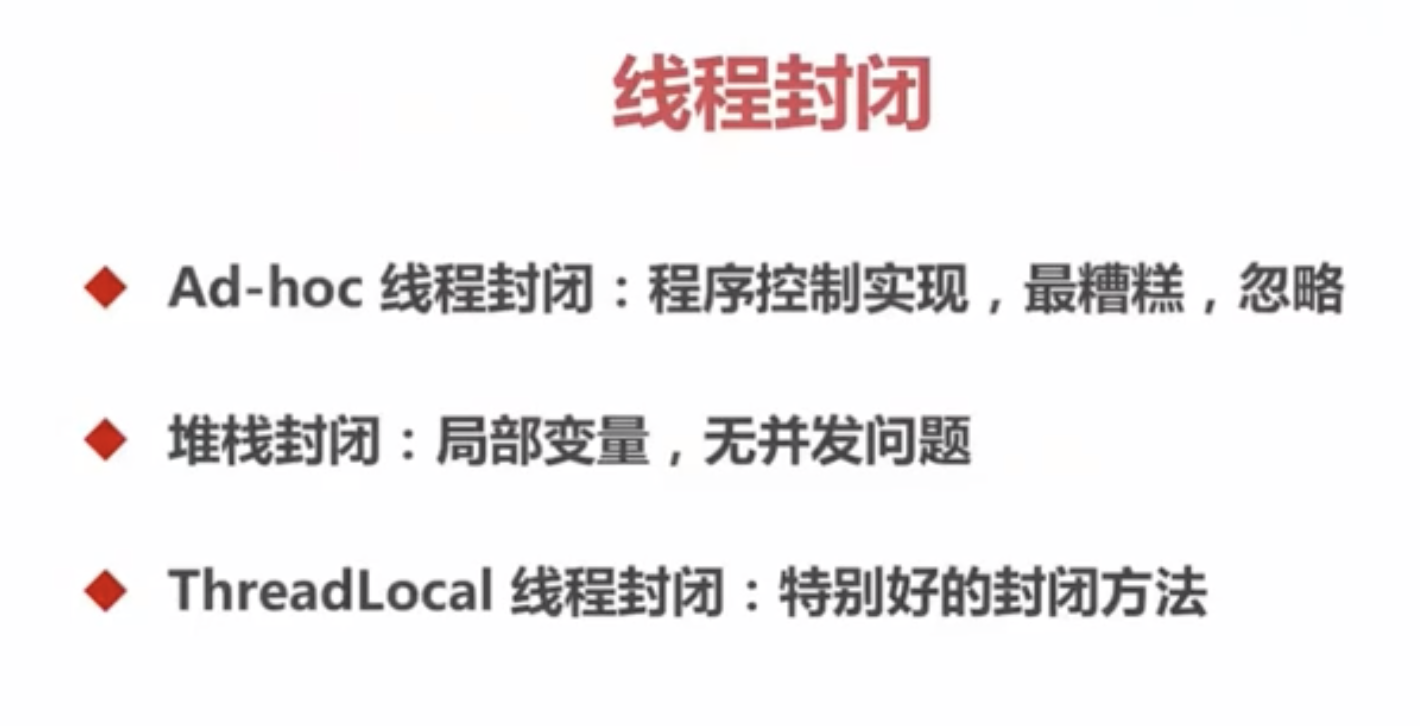 线程封闭
Ad-hoc 线程封闭：程序控制实现，最糟糕，忽略
堆栈封闭：局部变量，无并发问题
ThreadLocal 线程封闭：特别好的封闭方法